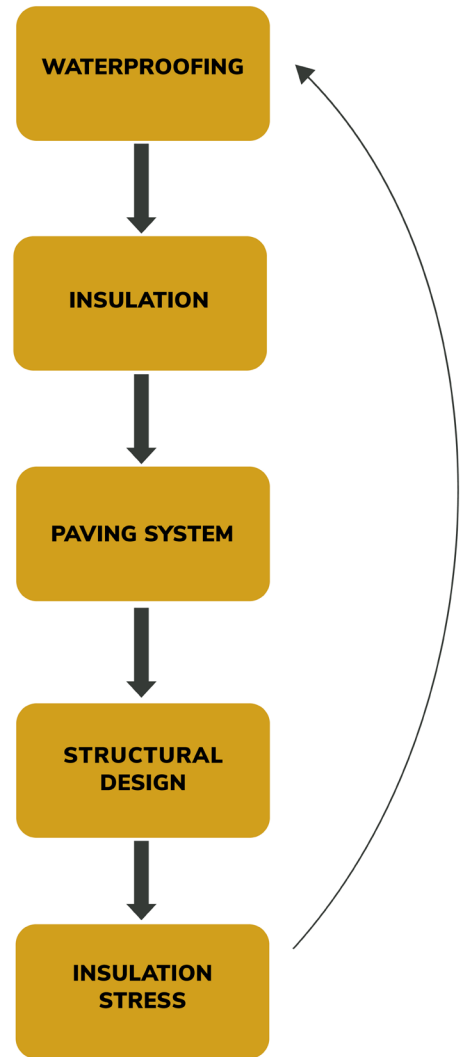 WATERPROOFING
INSULATION
PAVING SYSTEM
STRUCTURAL
DESIGN
INSULATION
STRESS